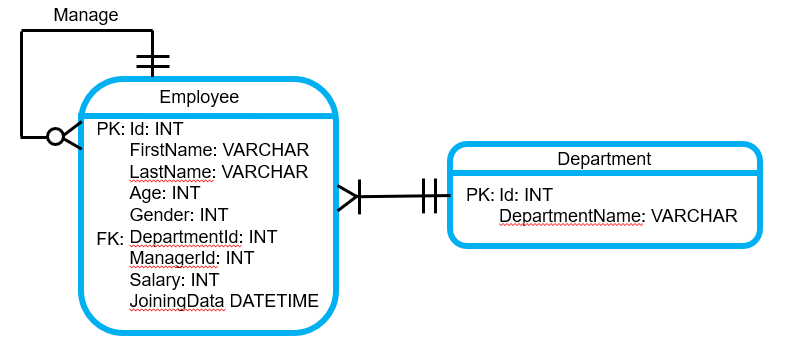 Manage
Employee
PK: Id: INT
FirstName: VARCHAR
LastName: VARCHAR
Age: INT
Gender: INT
FK: DepartmentId: INT
ManagerId: INT
Salary: INT
JoiningData DATETIME
Department
PK: Id: INT
DepartmentName: VARCHAR